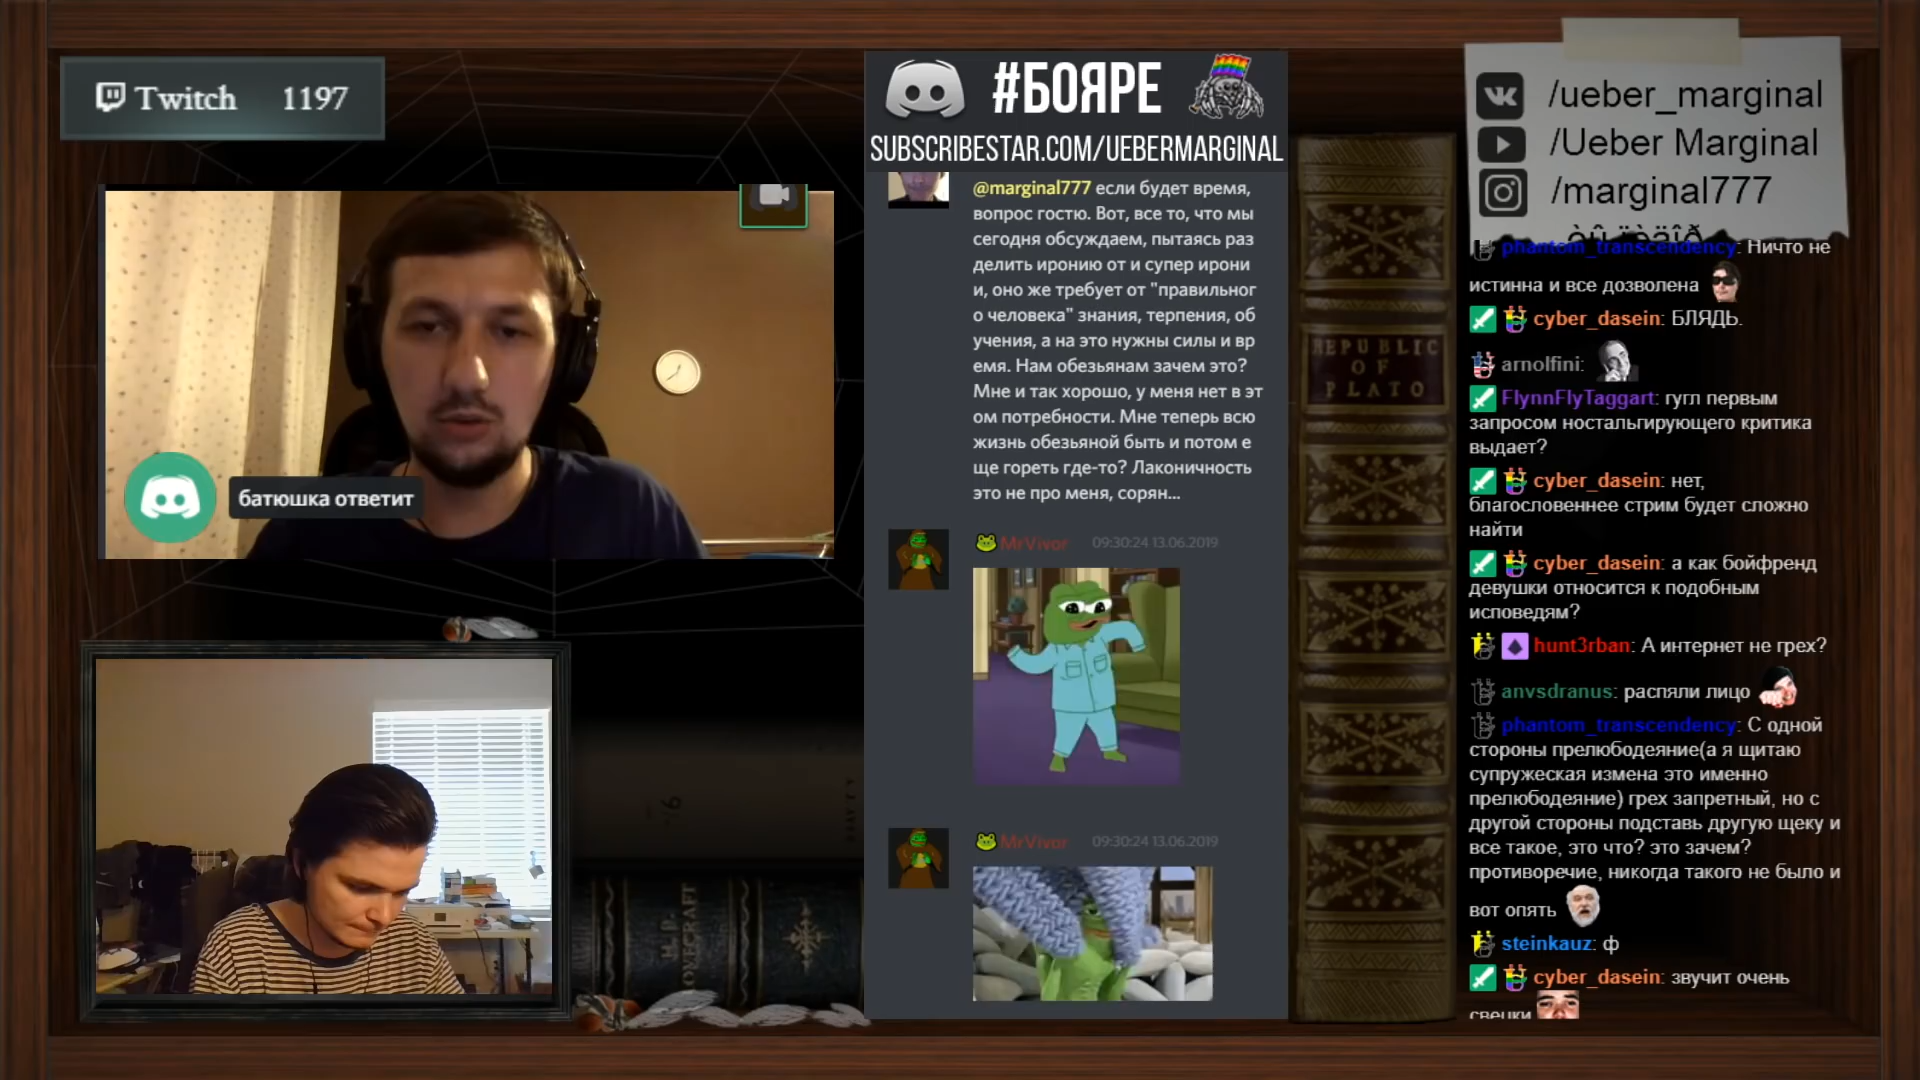 Twitch 1197
батюшка ответит
#БОЯРЕ
SUBSCRIBESTAR.COM/UEBERMARGINAL
@marginal777 если будет время,
вопрос гостю. Вот, все то, что мы
сегодня обсуждаем, пытаясь раз
делить иронию от и супер ирони
и, оно же требует от "правильног
о человека" знания, терпения, об
учения, а на это нужны силы и вр
емя. Нам обезьянам зачем это?
Мне и так хорошо, у меня нет в эт
ом потребности. Мне теперь всю
жизнь обезьяной быть и потом е
ще гореть где-то? Лаконичность
это не про меня, сорян...
MrVivor 09:30:24 13.06.2019
MrVivor 09:30:24 13.06.2019
REPUBLIC
OF
PLATO
/ueber_marginal
/Ueber Marginal
/marginal777
phantom_transcendency: Ничто не
истинна и все дозволена
cyber_dasein: БЛЯДЬ.
arnolfini:
FlynnFlyTaggart: гугл первым
запросом ностальгирующего критика
выдает?
cyber_dasein: нет,
благословеннее стрим будет сложно
найти
cyber_dasein: а как бойфренд
девушки относится к подобным
исповедям?
hunt3rban: А интернет не грех?
anvsdranus: распяли лицо
phantom_transcendency: С одной
стороны прелюбодеяние(а я щитаю
супружеская измена это именно
прелюбодеяние) грех запретный, но с
другой стороны подставь другую щеку и
все такое, это что? это зачем?
противоречие, никогда такого не было и
вот опять
steinkauz: ф
cyber_dasein: звучит очень